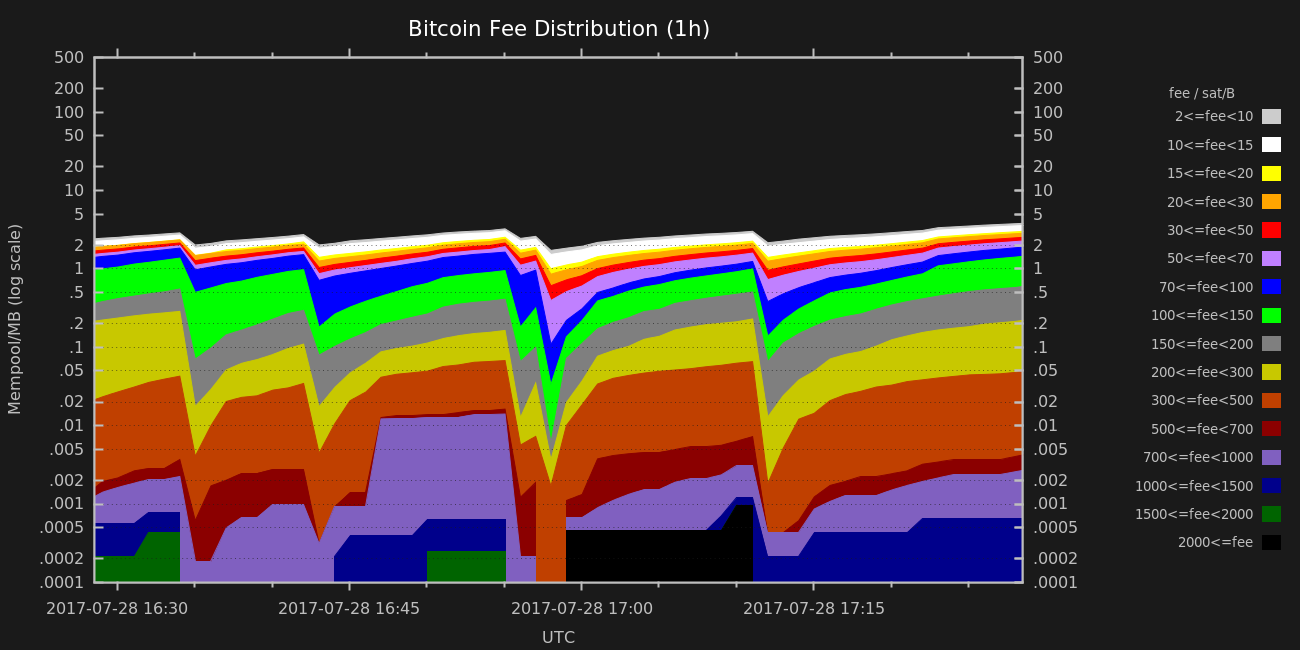 Bitcoin Fee Distribution (1h)
500 500
200 200
100 100
50 50
20 20
10 10
5 5
2 2
1 1
.5 .5
.2 .2
.1 .1
.05 .05
.02 .02
.01 .01
.005 .005
.002 .002
.001 .001
.0005 .0005
.0002 .0002
.0001 .0001
Mempool/MB (log scale)
2017-07-28 16:30 2017-07-28 16:45 2017-07-28 17:00 2017-07-28 17:15
UTC
fee / sat/B
2<=fee<10
10<=fee<15
15<=fee<20
20<=fee<30
30<=fee<50
50<=fee<70
70<=fee<100
100<=fee<150
150<=fee<200
200<=fee<300
300<=fee<500
500<=fee<700
700<=fee<1000
1000<=fee<1500
1500<=fee<2000
2000<=fee